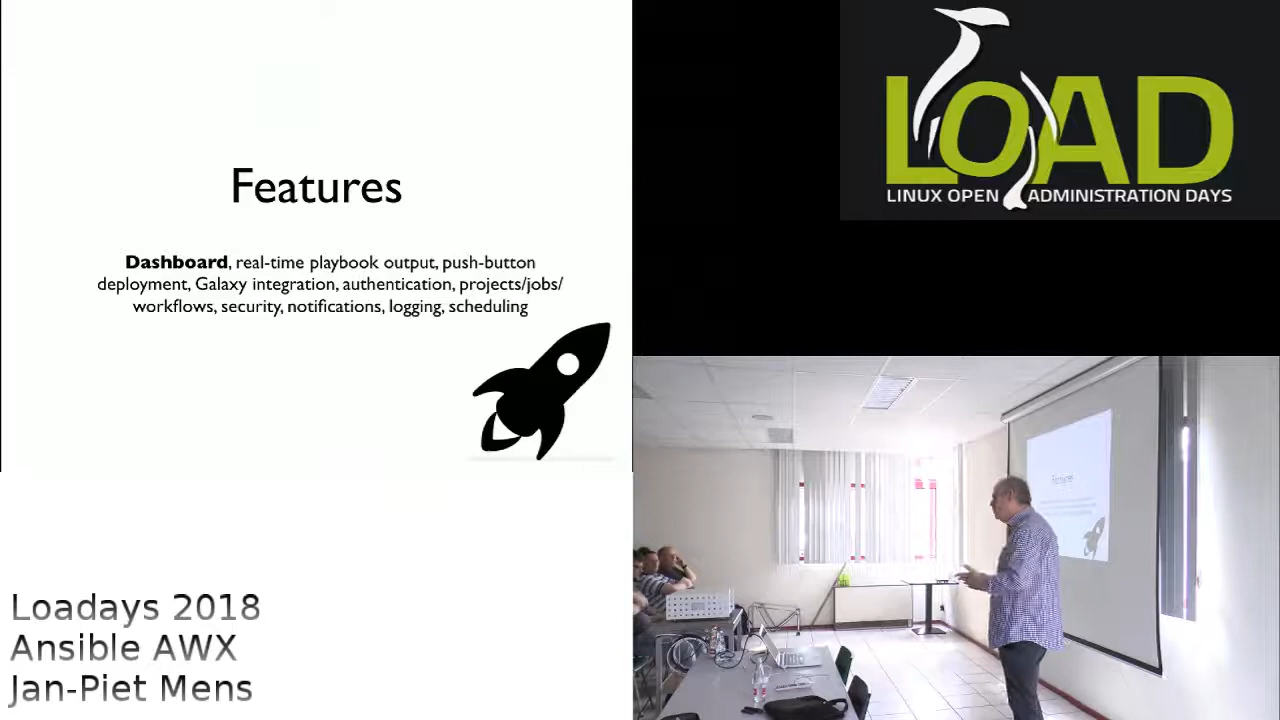 Features
Dashboard, real-time playbook output, push-button
deployment, Galaxy integration, authentication, projects/jobs/
workflows, security, notifications, logging, scheduling
LOAD
LINUX OPEN ADMINISTRATION DAYS
Features
Loadays 2018
Ansible AWX
Jan-Piet Mens